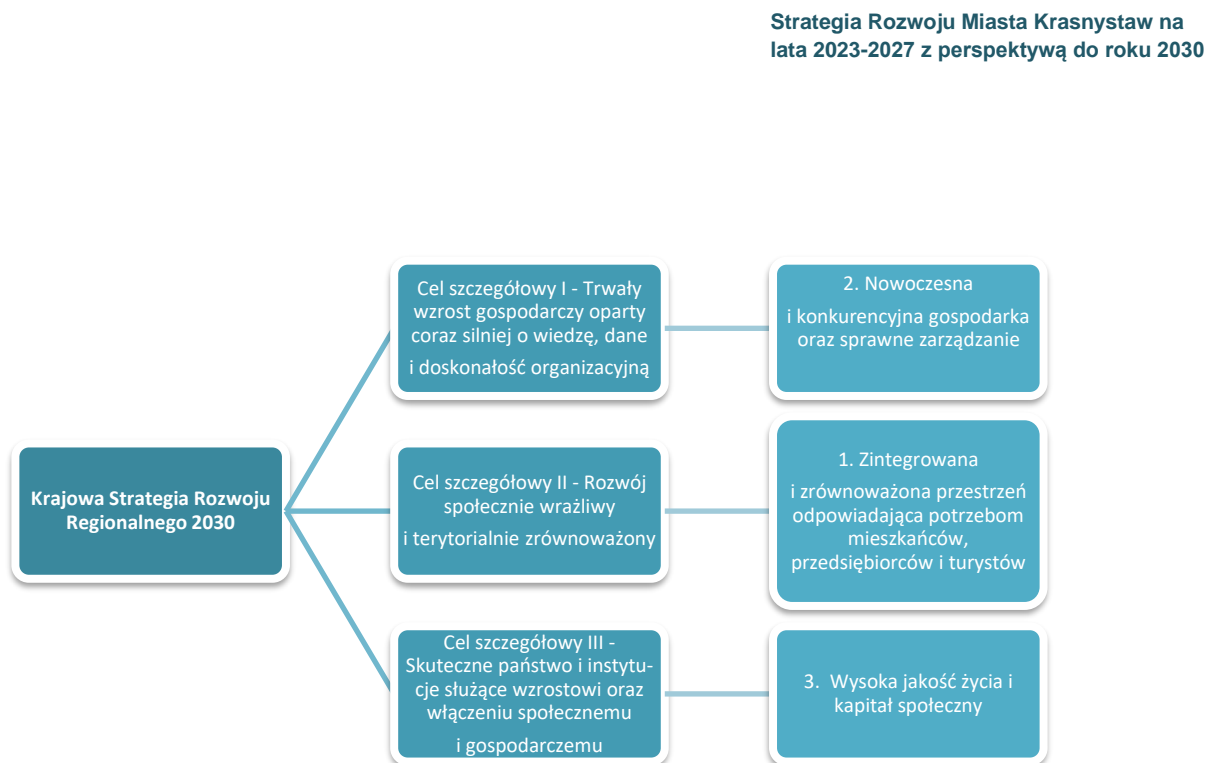 Strategia Rozwoju Miasta Krasnystaw na
lata 2023-2027 z perspektywą do roku 2030
Krajowa Strategia Rozwoju
Regionalnego 2030
Cel szczegółowy I - Trwały
wzrost gospodarczy oparty
coraz silniej o wiedzę, dane
i doskonałość organizacyjną
2. Nowoczesna
i konkurencyjna gospodarka
oraz sprawne zarządzanie
Cel szczegółowy II - Rozwój
społecznie wrażliwy
i terytorialnie zrównoważony
1. Zintegrowana
i zrównoważona przestrzeń
odpowiadająca potrzebom
mieszkańców,
przedsiębiorców i turystów
Cel szczegółowy III -
Skuteczne państwo i instytu-
cje służące wzrostowi oraz
włączeniu społecznemu
i gospodarczemu
3. Wysoka jakość życia i
kapitał społeczny